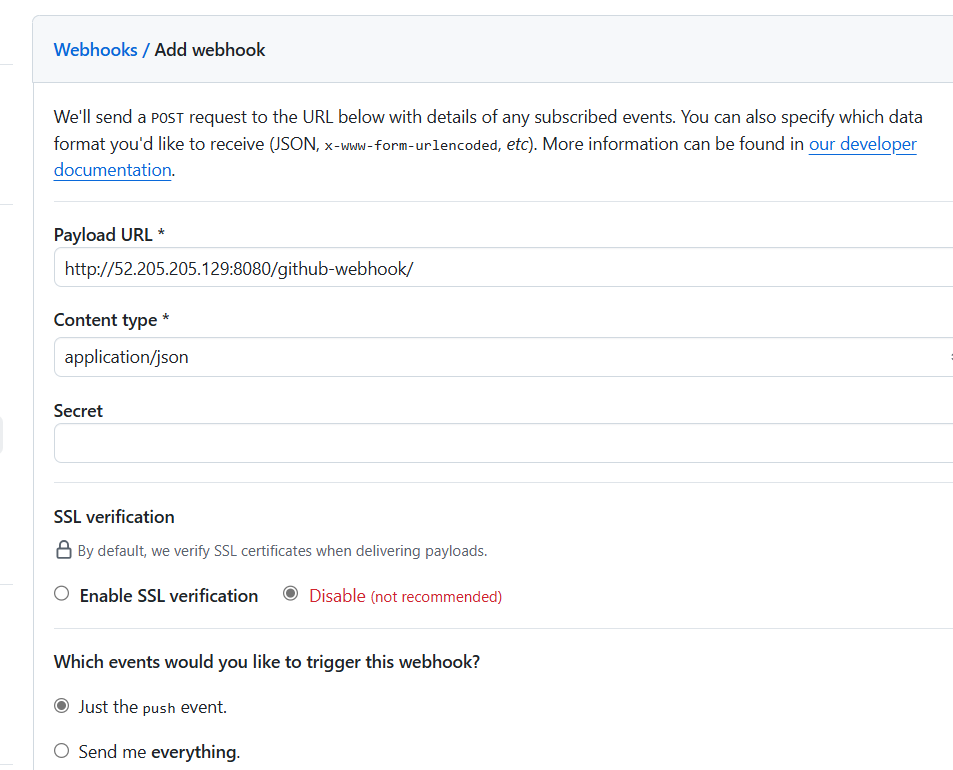 Webhooks / Add webhook
We'll send a POST request to the URL below with details of any subscribed events. You can also specify which data
format you'd like to receive (JSON, x-www-form-urlencoded, etc). More information can be found in our developer
documentation.
Payload URL *
http://52.205.205.129:8080/github-webhook/
Content type *
application/json
Secret
SSL verification
By default, we verify SSL certificates when delivering payloads.
Enable SSL verification Disable (not recommended)
Which events would you like to trigger this webhook?
Just the push event.
Send me everything.